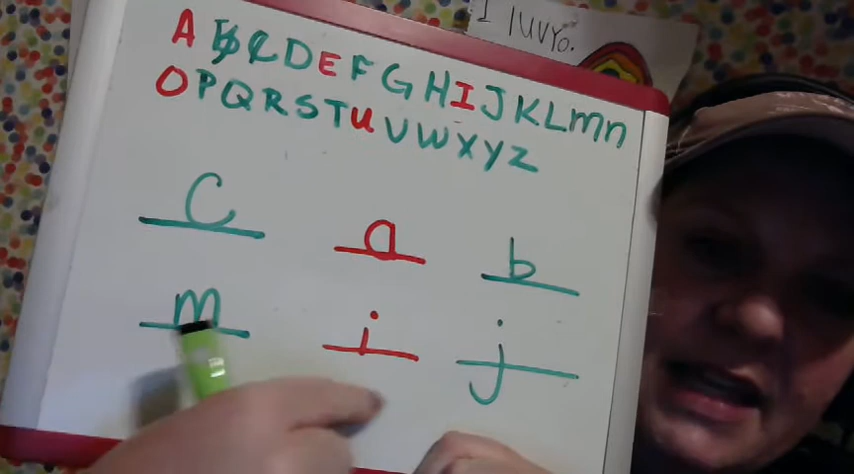 I luvyo.
A B C D E F G H I J K L m n
O P Q R S T u V W X Y Z
C a b
m i j